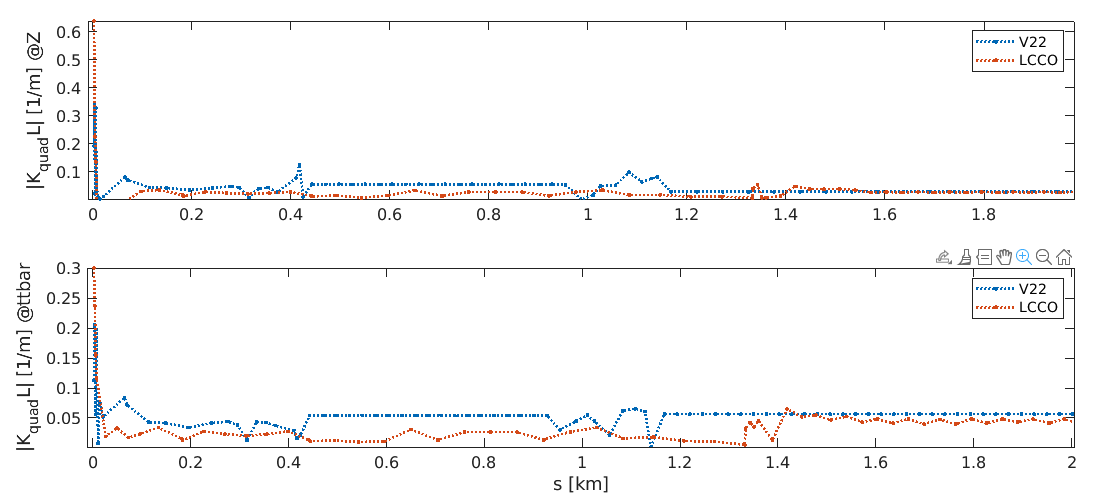 |KquadL| [1/m] @Z
0.6
0.5
0.4
0.3
0.2
0.1
0 0.2 0.4 0.6 0.8 1 1.2 1.4 1.6 1.8
V22
LCCO
|KquadL| [1/m] @ttbar
0.3
0.25
0.2
0.15
0.1
0.05
0 0.2 0.4 0.6 0.8 1 1.2 1.4 1.6 1.8 2
V22
LCCO
s [km]